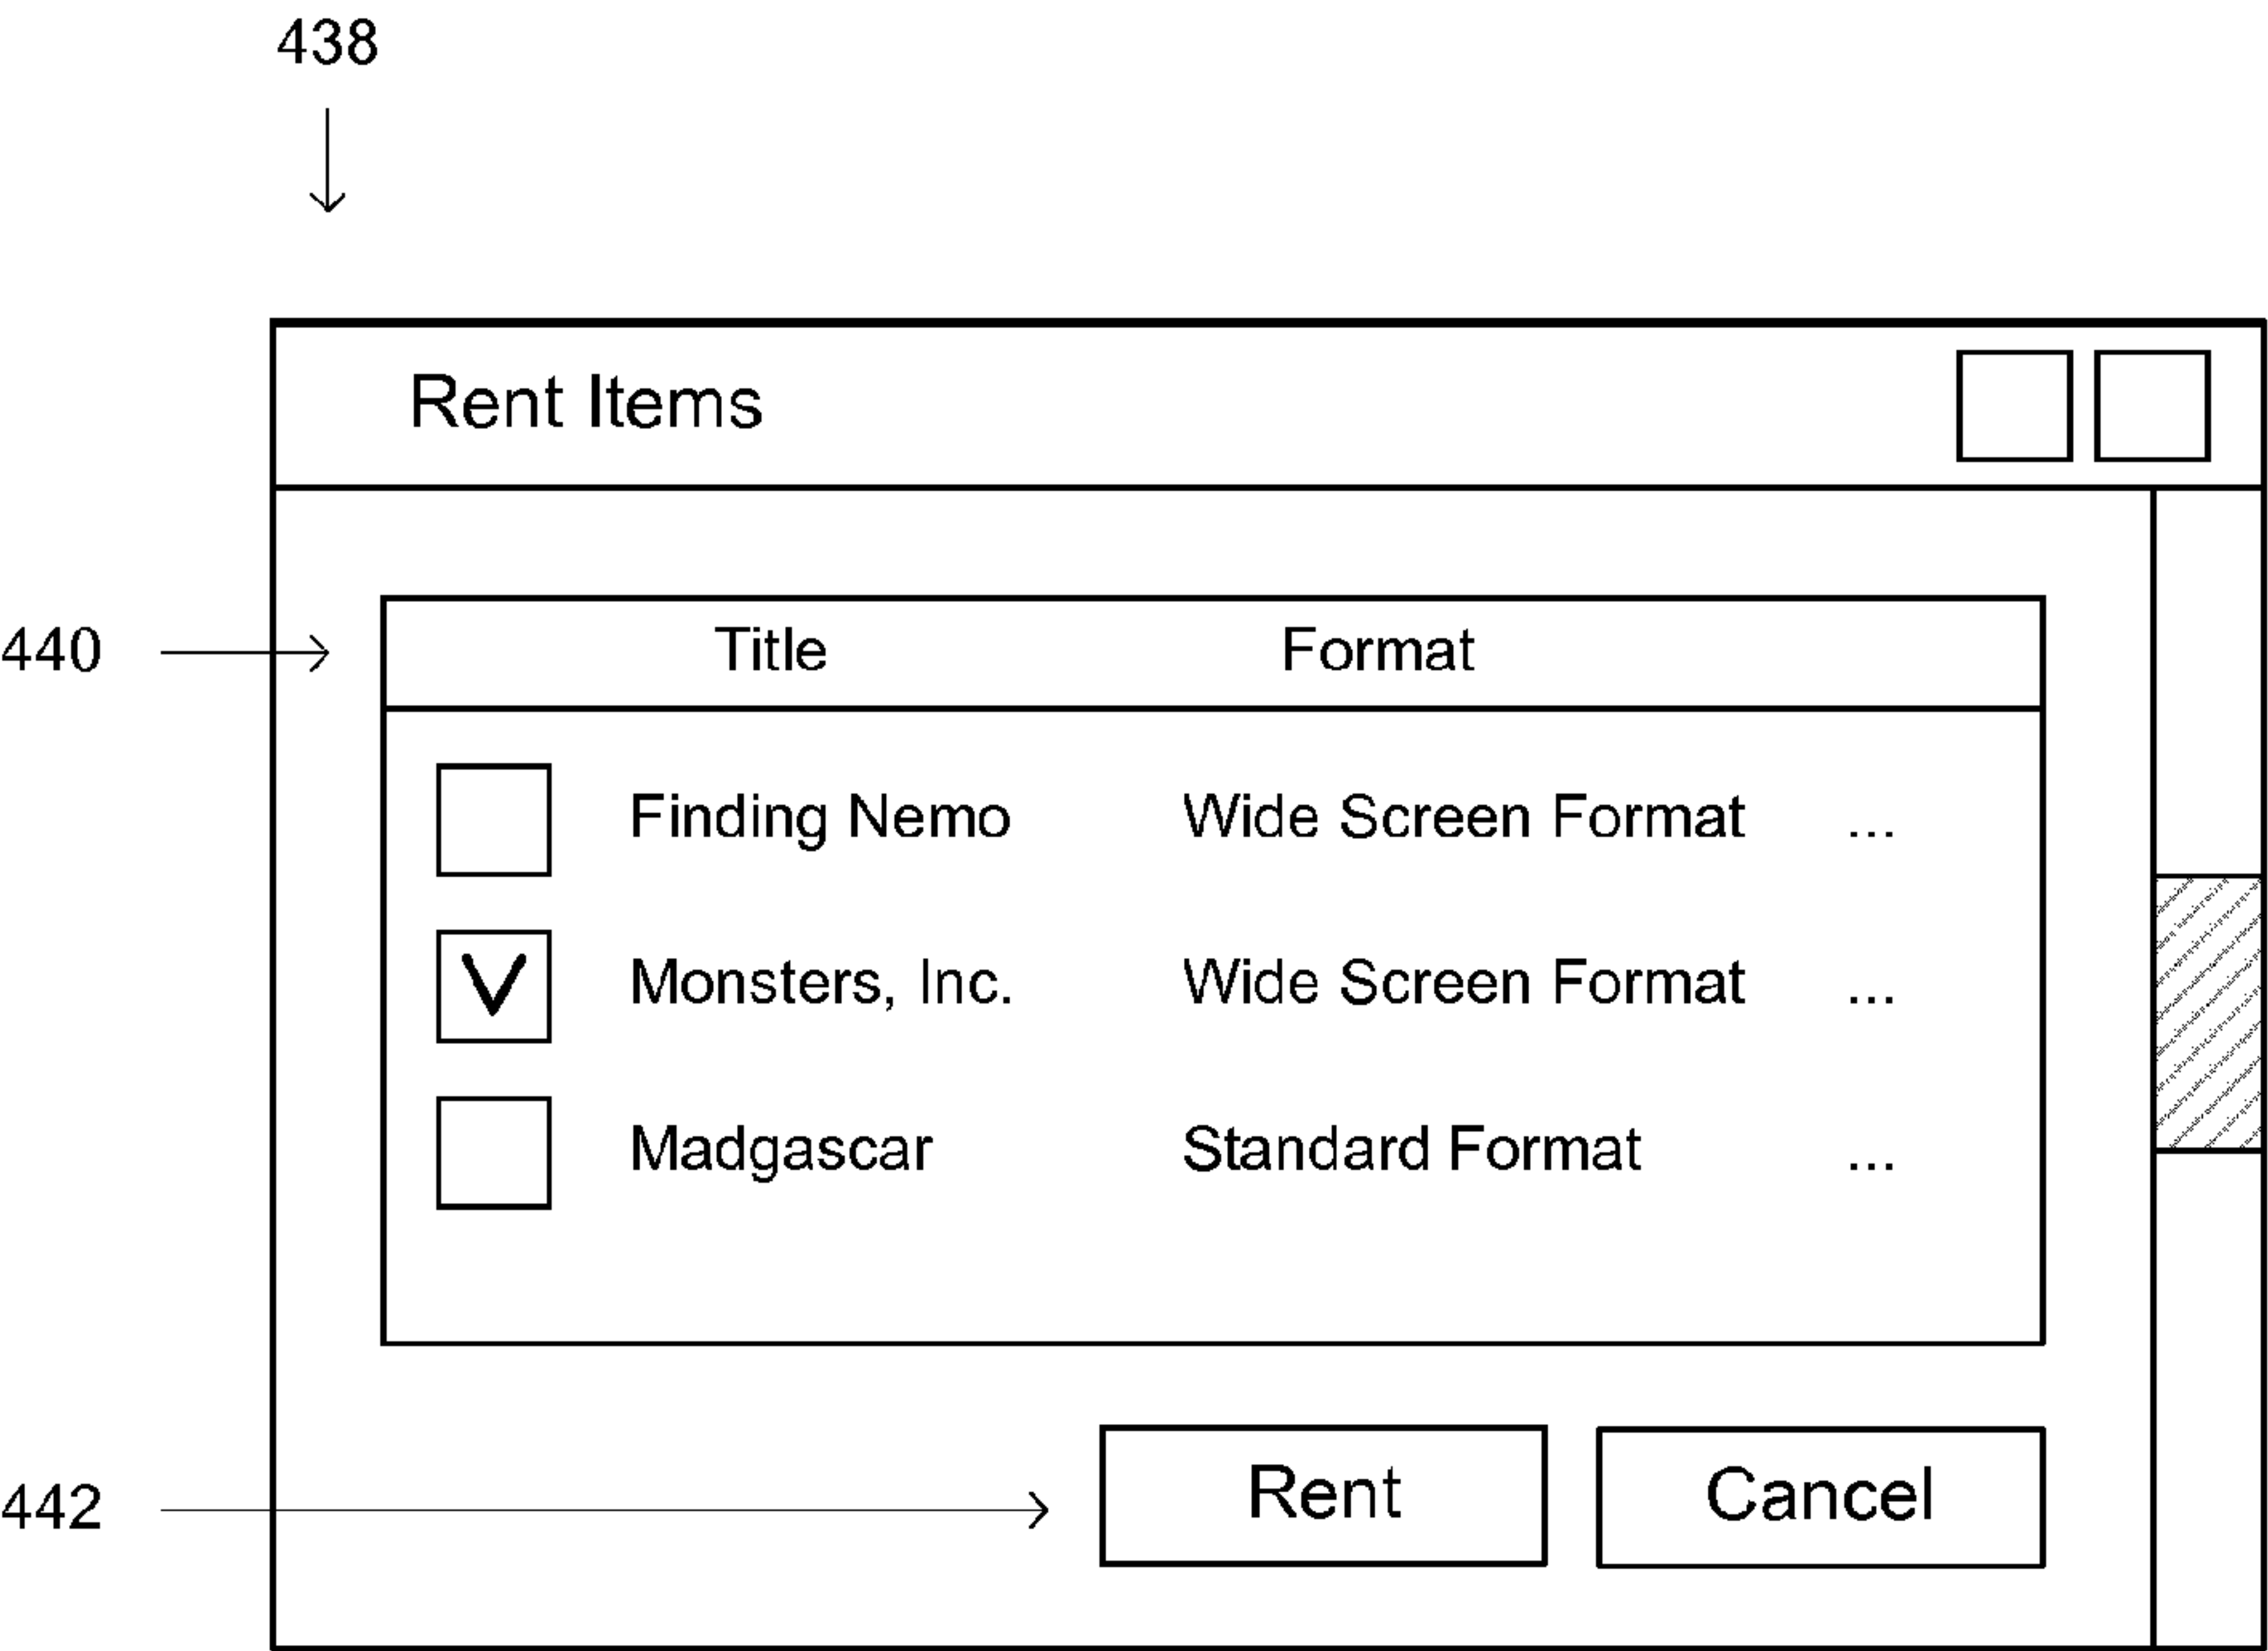 438
Rent Items
440 Title Format
Finding Nemo Wide Screen Format ...
V Monsters, Inc. Wide Screen Format ...
Madgascar Standard Format ...
442 Rent Cancel